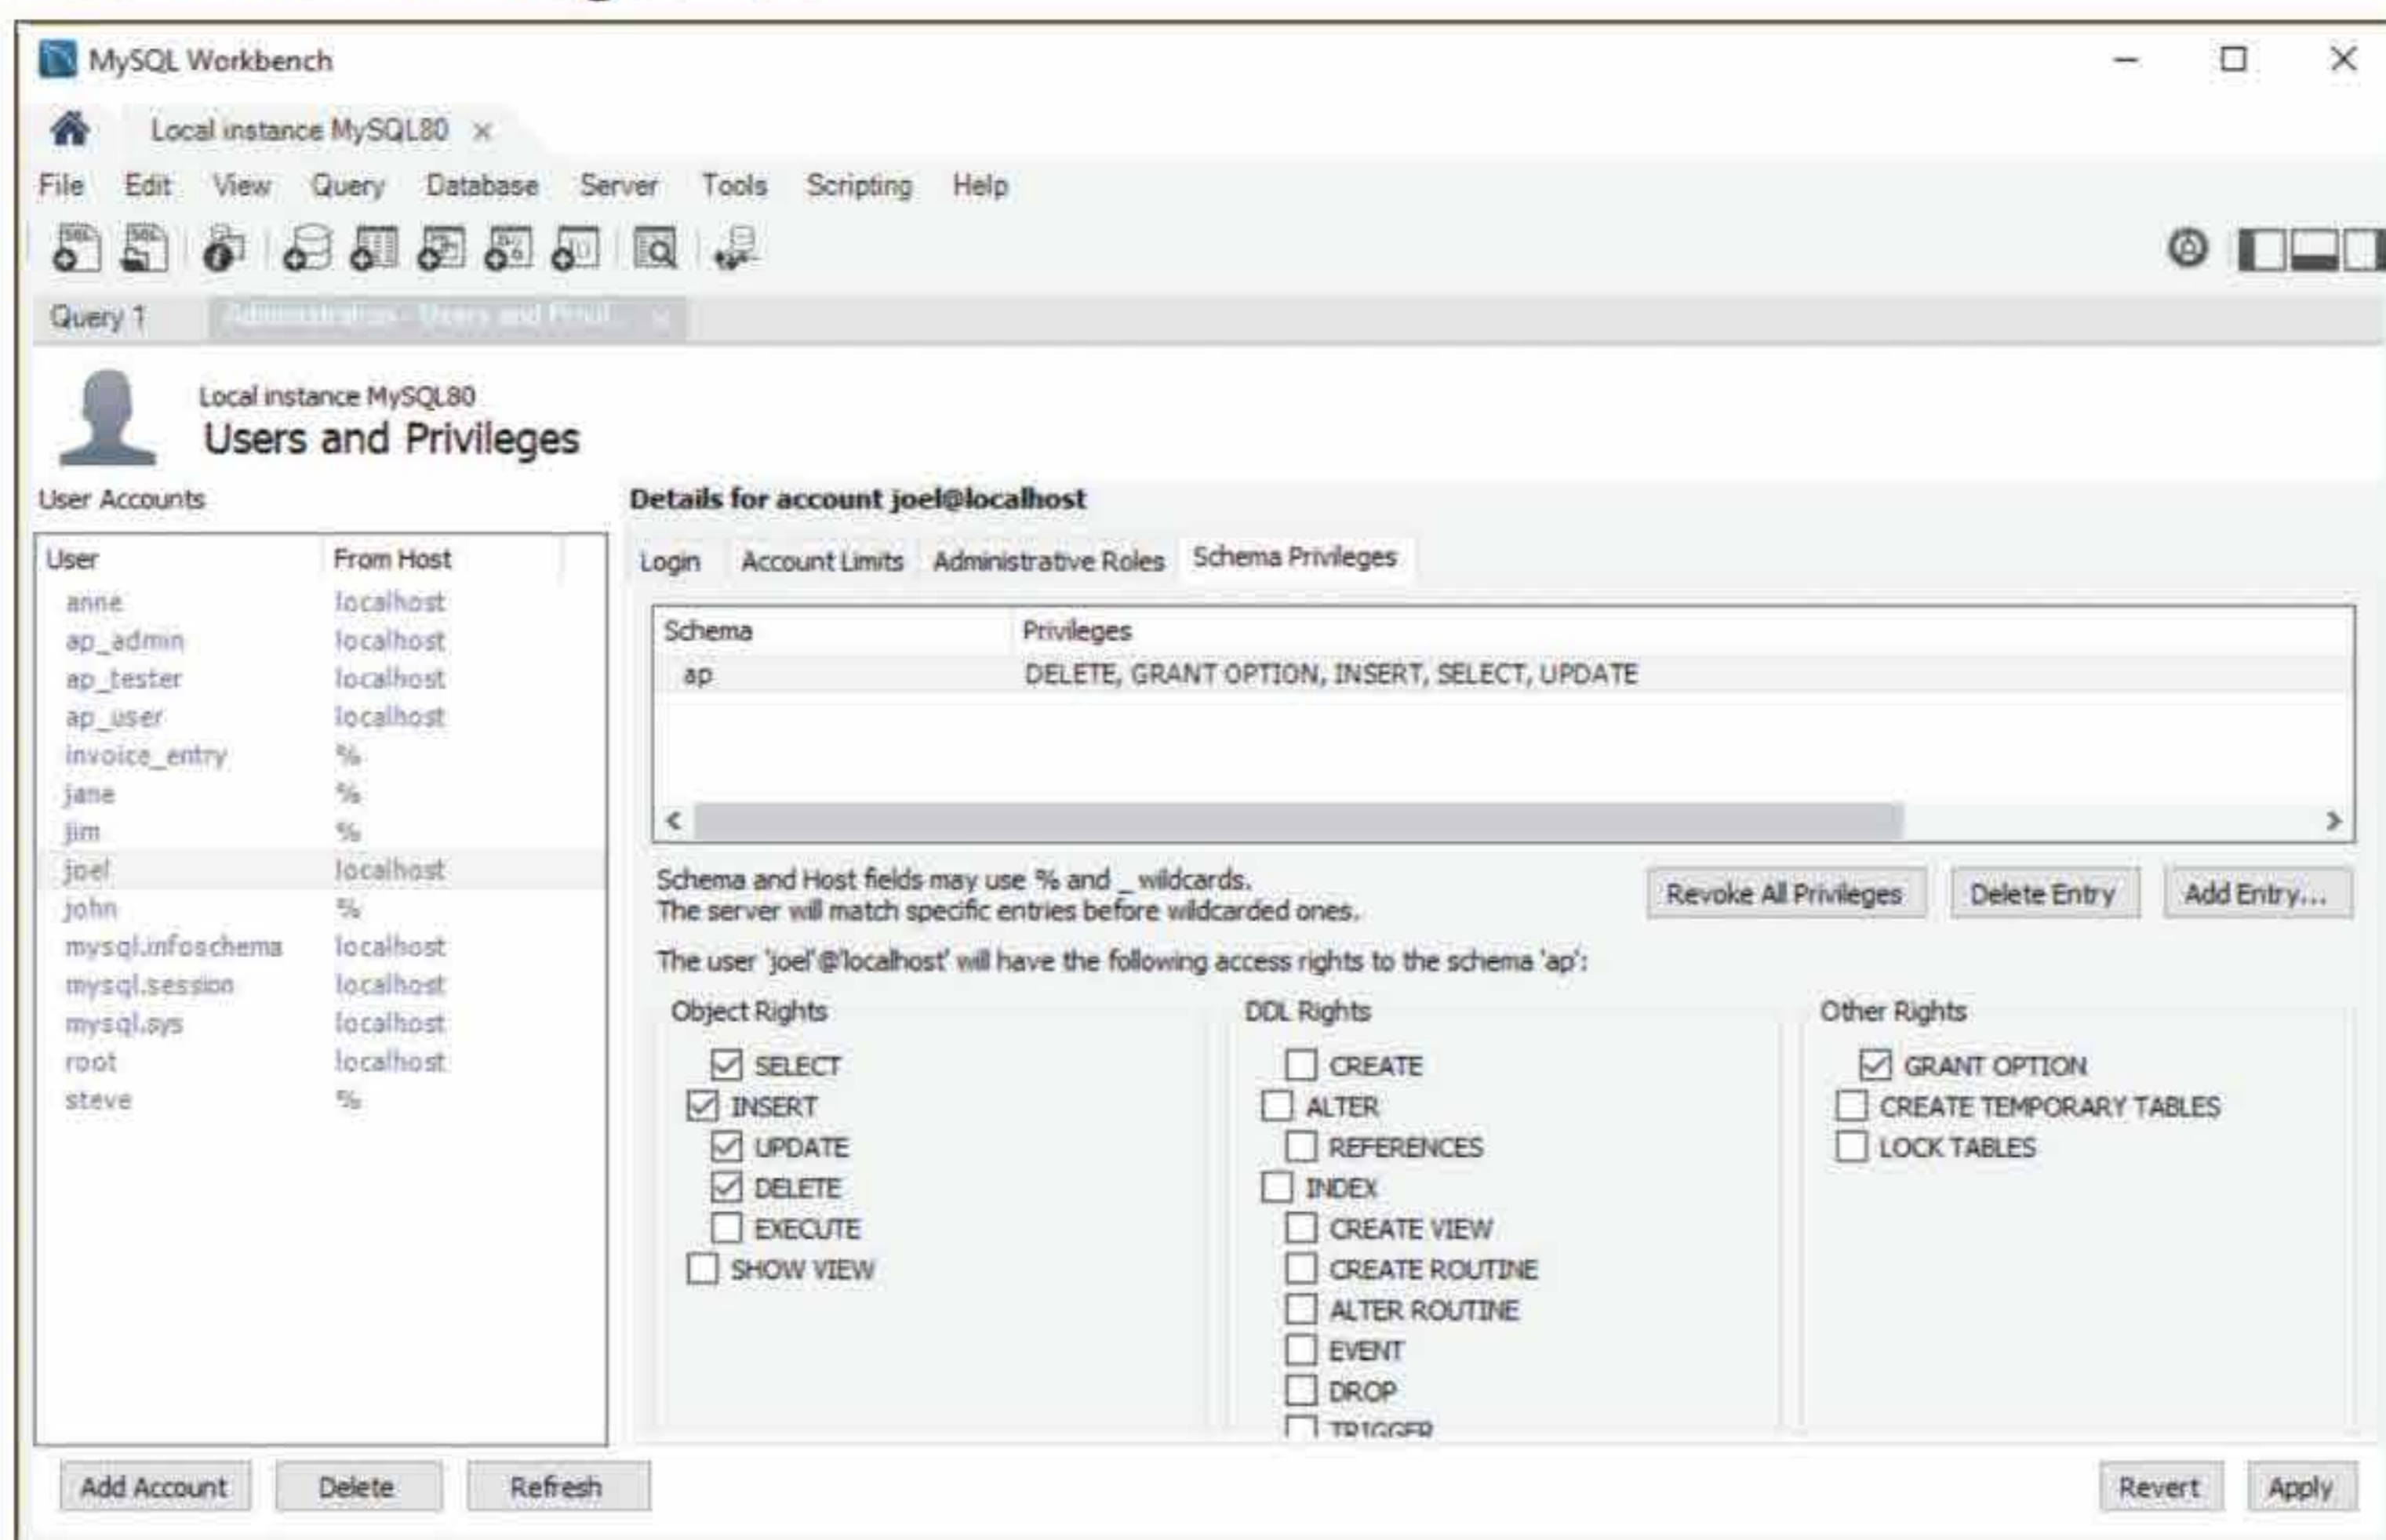 MySQL Workbench
Local instance MySQL80
File Edit View Query Database Server Tools Scripting Help
Query 1 Administration - Users and Privil...
Local instance MySQL80
Users and Privileges
User Accounts
User From Host
anne localhost
ap_admin localhost
ap_tester localhost
ap_user localhost
invoice_entry %
jane %
jim %
joel localhost
john %
mysql.infoschema localhost
mysql.session localhost
mysql.sys localhost
root localhost
steve %
Add Account Delete Refresh
Details for account joel@localhost
Login Account Limits Administrative Roles Schema Privileges
Schema Privileges
ap DELETE, GRANT OPTION, INSERT, SELECT, UPDATE
Schema and Host fields may use % and _ wildcards.
The server will match specific entries before wildcarded ones.
Revoke All Privileges Delete Entry Add Entry...
The user 'joel'@'localhost' will have the following access rights to the schema 'ap':
Object Rights
SELECT
INSERT
UPDATE
DELETE
EXECUTE
SHOW VIEW
DDL Rights
CREATE
ALTER
REFERENCES
INDEX
CREATE VIEW
CREATE ROUTINE
ALTER ROUTINE
EVENT
DROP
TRIGGER
Other Rights
GRANT OPTION
CREATE TEMPORARY TABLES
LOCK TABLES
Revert Apply